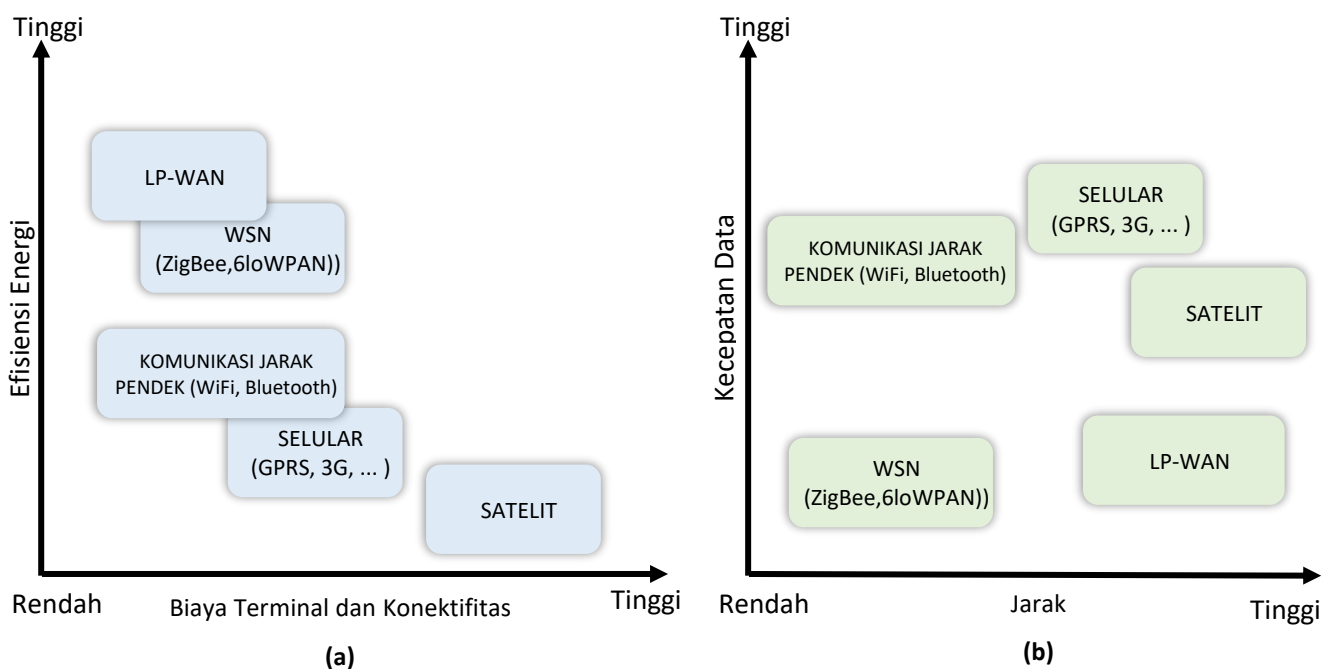 Tinggi
Efisiensi Energi
LP-WAN
WSN
(ZigBee,6loWPAN))
KOMUNIKASI JARAK
PENDEK (WiFi, Bluetooth)
SELULAR
(GPRS, 3G, ... )
SATELIT
Rendah
Biaya Terminal dan Konektifitas
Tinggi
(a)
Tinggi
Kecepatan Data
SELULAR
(GPRS, 3G, ... )
KOMUNIKASI JARAK
PENDEK (WiFi, Bluetooth)
SATELIT
WSN
(ZigBee,6loWPAN))
LP-WAN
Rendah
Jarak
Tinggi
(b)